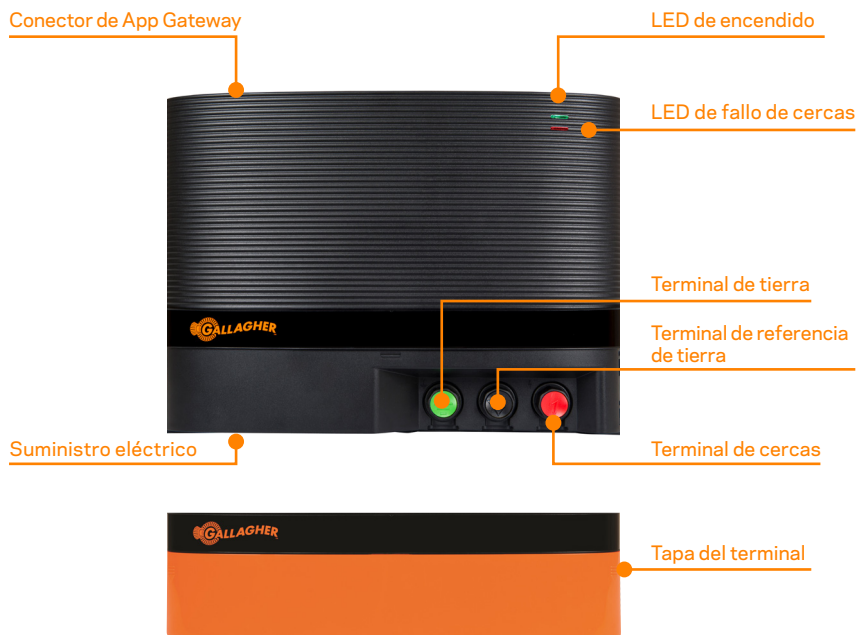 Conector de App Gateway
LED de encendido
LED de fallo de cercas
Terminal de tierra
GALLAGHER
Terminal de referencia
de tierra
Suministro eléctrico
Terminal de cercas
GALLAGHER
Tapa del terminal